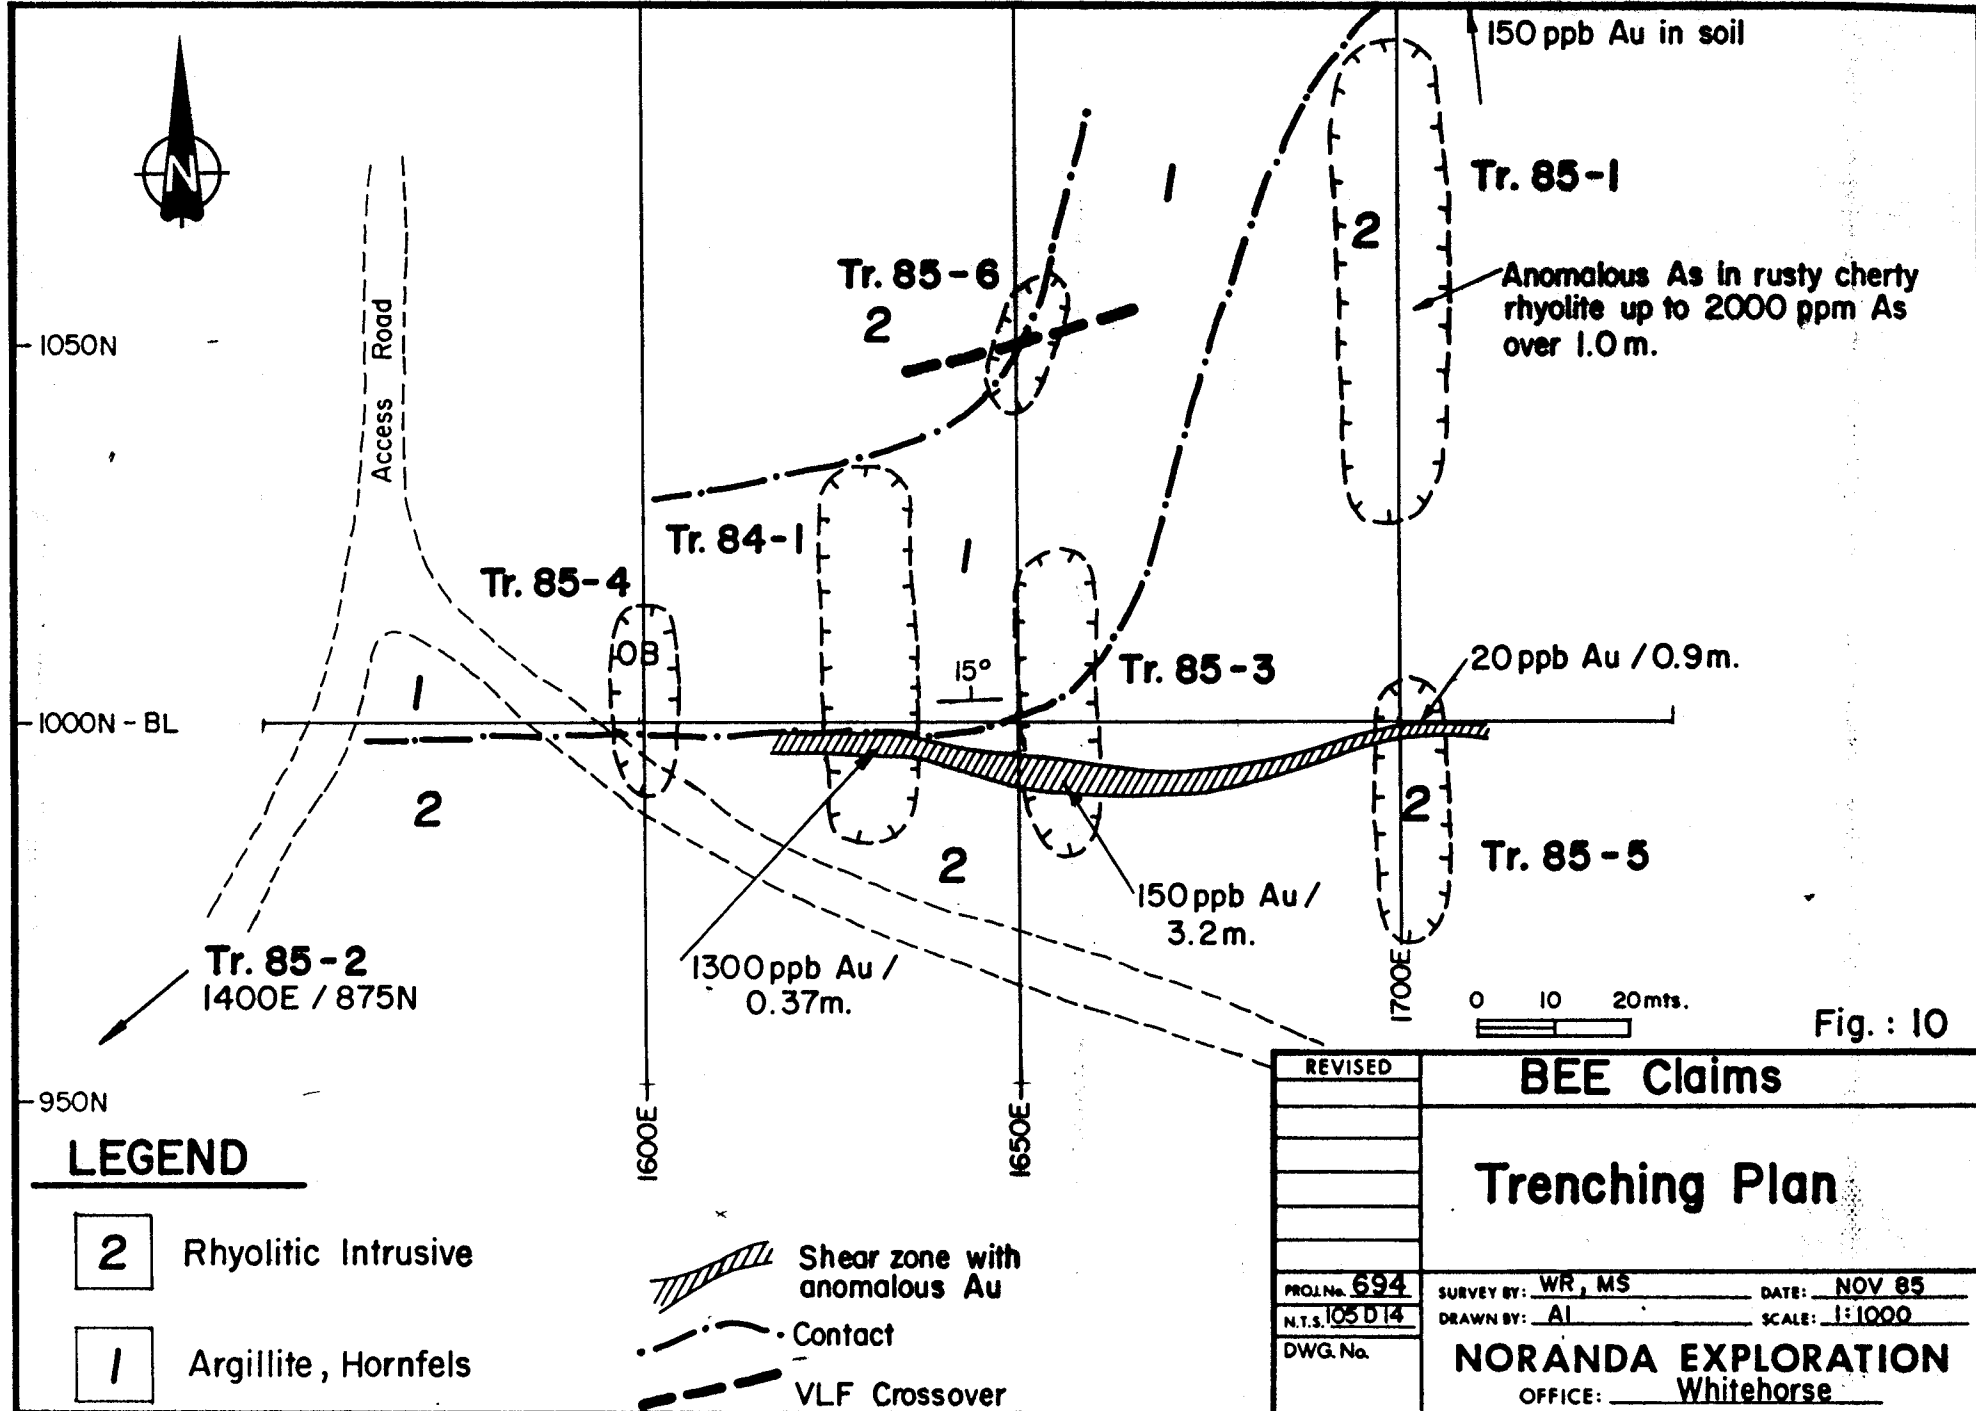 150 ppb Au in soil
N
Tr. 85-1
1
2
Tr. 85-6
2
Anomalous As in rusty cherty
rhyolite up to 2000 ppm As
over 1.0 m.
1050N
Access Road
Tr. 84-1
1
Tr. 85-4
OB
15°
Tr. 85-3
20 ppb Au / 0.9 m.
1
1000N - BL
2
2
2
Tr. 85-5
150 ppb Au /
3.2 m.
Tr. 85-2
1400E / 875N
1300 ppb Au /
0.37 m.
1700E
0 10 20 mts.
Fig. : 10
950N
1600E
1650E
LEGEND
2 Rhyolitic Intrusive
1 Argillite, Hornfels
Shear zone with
anomalous Au
Contact
VLF Crossover
REVISED
BEE Claims
Trenching Plan
PROJ. No. 694
SURVEY BY: WR, MS DATE: NOV 85
N.T.S. 105 D 14
DRAWN BY: AI SCALE: 1:1000
DWG. No.
NORANDA EXPLORATION
OFFICE: Whitehorse